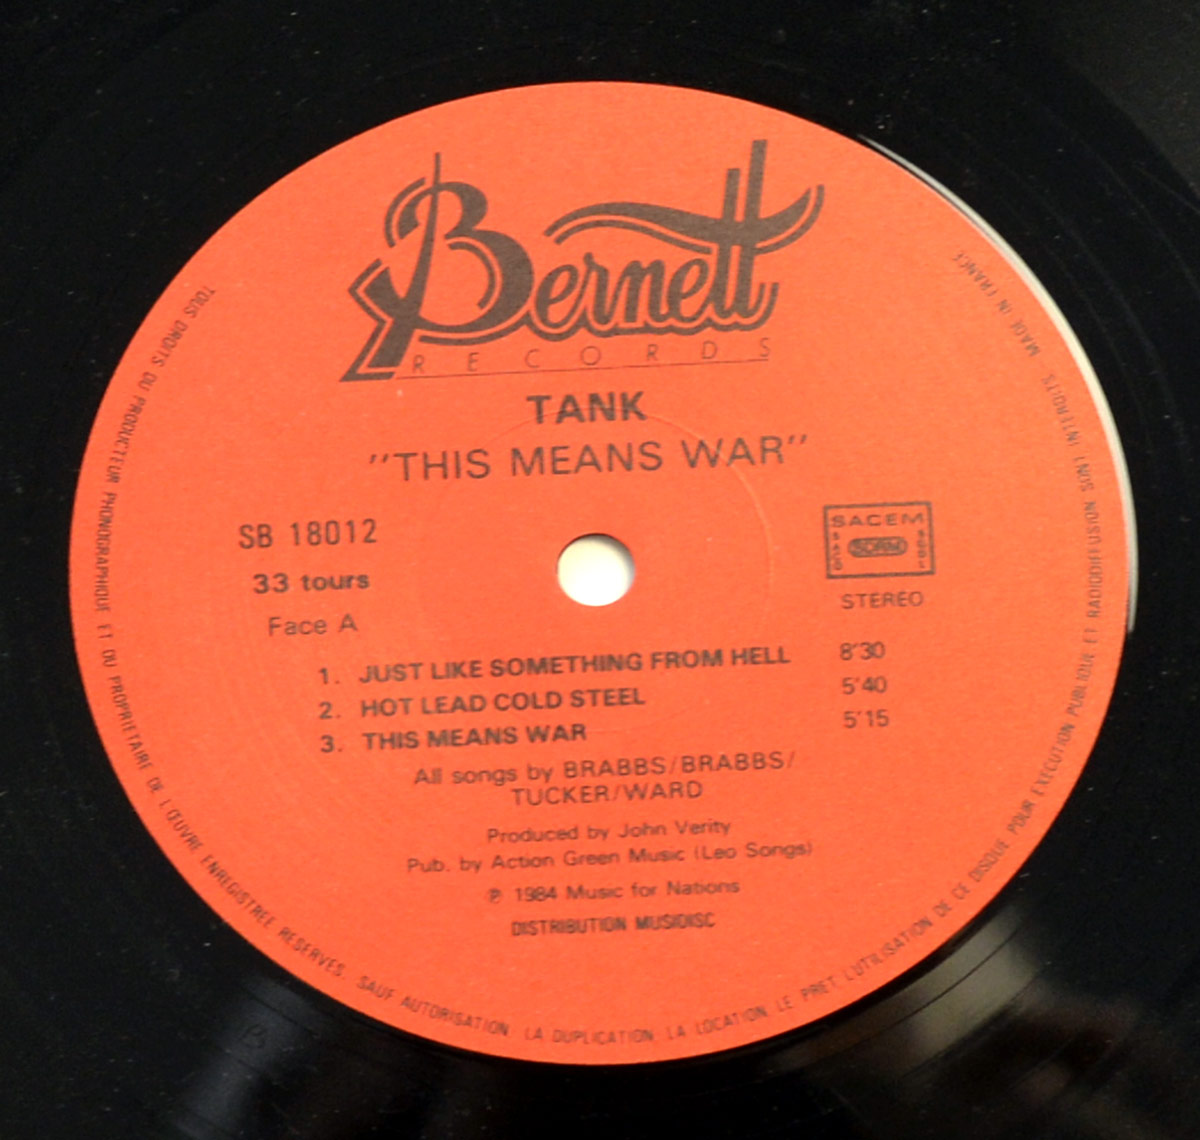 Bernett
RECORDS
TANK
"THIS MEANS WAR"
SB 18012
33 tours
Face A
SACEM
SACD
SDRM
SGDL
STEREO
1. JUST LIKE SOMETHING FROM HELL 8'30
2. HOT LEAD COLD STEEL 5'40
3. THIS MEANS WAR 5'15
All songs by BRABBS/BRABBS/
TUCKER/WARD
Produced by John Verity
Pub. by Action Green Music (Leo Songs)
℗ 1984 Music for Nations
DISTRIBUTION MUSIDISC
TOUS DROITS DU PRODUCTEUR PHONOGRAPHIQUE ET DU PROPRIETAIRE DE L'ŒUVRE ENREGISTREE RESERVES. SAUF AUTORISATION LA DUPLICATION, LA LOCATION, LE PRET, L'UTILISATION DE CE DISQUE POUR EXECUTION PUBLIQUE ET RADIODIFFUSION SONT INTERDITS. MADE IN FRANCE